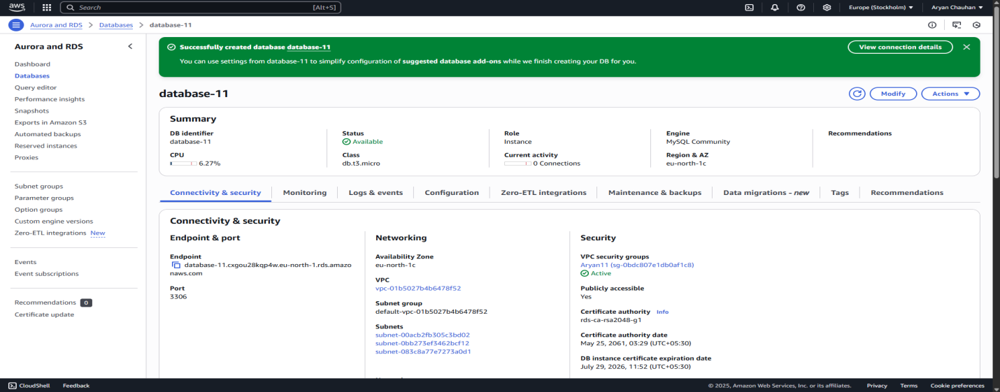 aws
Search [Alt+S]
Europe (Stockholm) ▼
Aryan Chauhan ▼
Aurora and RDS > Databases > database-11
Aurora and RDS
Dashboard
Databases
Query editor
Performance insights
Snapshots
Exports in Amazon S3
Automated backups
Reserved instances
Proxies
Subnet groups
Parameter groups
Option groups
Custom engine versions
Zero-ETL integrations New
Events
Event subscriptions
Recommendations 0
Certificate update
Successfully created database database-11
You can use settings from database-11 to simplify configuration of suggested database add-ons while we finish creating your DB for you.
View connection details
database-11
Modify
Actions ▼
Summary
DB identifier
database-11
CPU
6.27%
Status
Available
Class
db.t3.micro
Role
Instance
Current activity
0 Connections
Engine
MySQL Community
Region & AZ
eu-north-1c
Recommendations
Connectivity & security
Monitoring
Logs & events
Configuration
Zero-ETL integrations
Maintenance & backups
Data migrations - new
Tags
Recommendations
Connectivity & security
Endpoint & port
Endpoint
database-11.cxgou28kqp4w.eu-north-1.rds.amazo
naws.com
Port
3306
Networking
Availability Zone
eu-north-1c
VPC
vpc-01b5027b4b6478f52
Subnet group
default-vpc-01b5027b4b6478f52
Subnets
subnet-00acb2fb305c3bd02
subnet-0bb273ef3462bcf12
subnet-083c8a77e7273a0d1
Security
VPC security groups
Aryan11 (sg-0bdc807e1db0af1c8)
Active
Publicly accessible
Yes
Certificate authority Info
rds-ca-rsa2048-g1
Certificate authority date
May 25, 2061, 03:29 (UTC+05:30)
DB instance certificate expiration date
July 29, 2026, 11:52 (UTC+05:30)
CloudShell
Feedback
© 2025, Amazon Web Services, Inc. or its affiliates.
Privacy
Terms
Cookie preferences